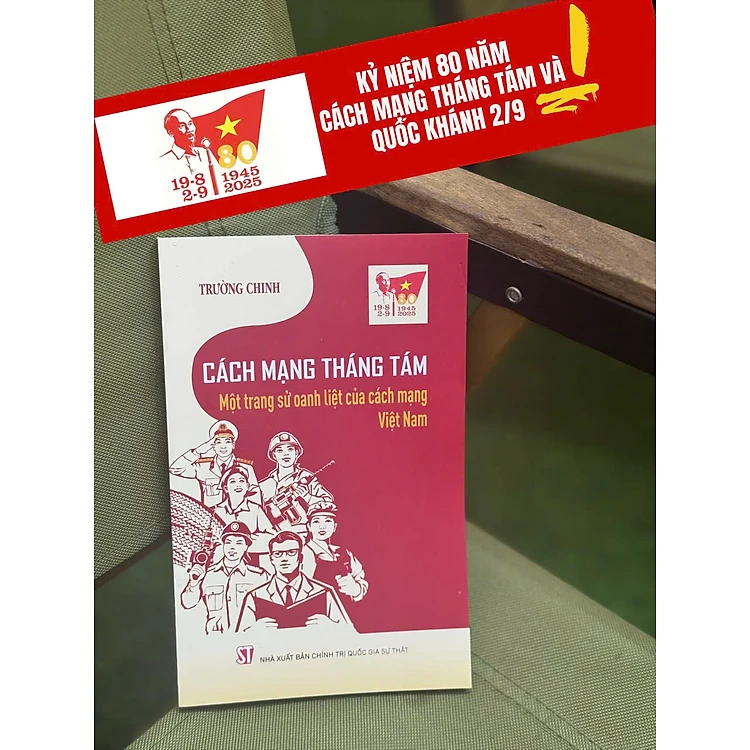 KỶ NIỆM 80 NĂM
CÁCH MẠNG THÁNG TÁM VÀ
QUỐC KHÁNH 2/9
80
19-8 1945
2-9 2025
TRƯỜNG CHINH
80
19-8 1945
2-9 2025
CÁCH MẠNG THÁNG TÁM
Một trang sử oanh liệt của cách mạng
Việt Nam
ST NHÀ XUẤT BẢN CHÍNH TRỊ QUỐC GIA SỰ THẬT